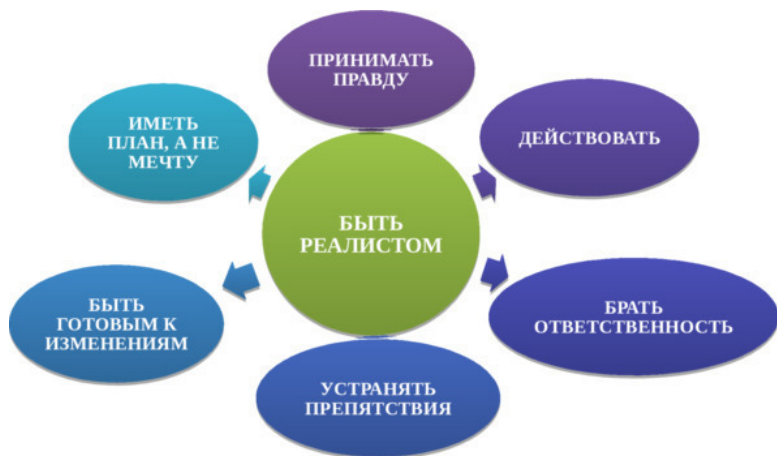 ПРИНИМАТЬ
ПРАВДУ
ДЕЙСТВОВАТЬ
БРАТЬ
ОТВЕТСТВЕННОСТЬ
УСТРАНЯТЬ
ПРЕПЯТСТВИЯ
БЫТЬ
ГОТОВЫМ К
ИЗМЕНЕНИЯМ
ИМЕТЬ
ПЛАН, А НЕ
МЕЧТУ
БЫТЬ
РЕАЛИСТОМ